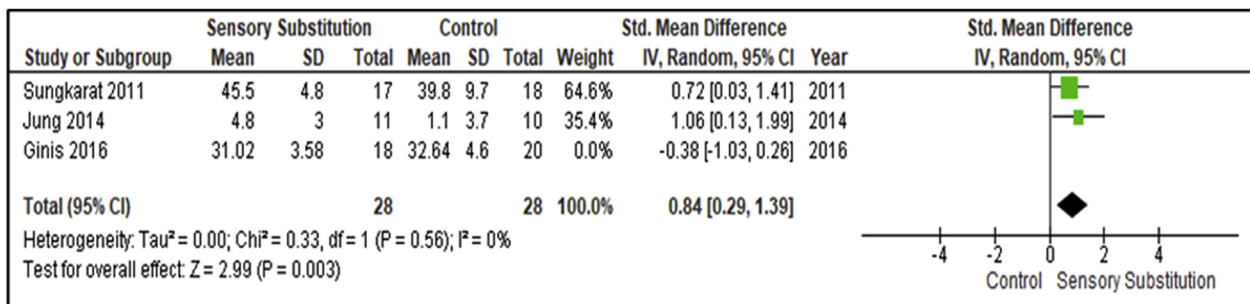 Sensory Substitution Control Std. Mean Difference Std. Mean Difference
Study or Subgroup Mean SD Total Mean SD Total Weight IV, Random, 95% CI Year IV, Random, 95% CI
Sungkarat 2011 45.5 4.8 17 39.8 9.7 18 64.6% 0.72 [0.03, 1.41] 2011
Jung 2014 4.8 3 11 1.1 3.7 10 35.4% 1.06 [0.13, 1.99] 2014
Ginis 2016 31.02 3.58 18 32.64 4.6 20 0.0% -0.38 [-1.03, 0.26] 2016
Total (95% CI) 28 28 100.0% 0.84 [0.29, 1.39]
Heterogeneity: Tau² = 0.00; Chi² = 0.33, df = 1 (P = 0.56); I² = 0%
Test for overall effect: Z = 2.99 (P = 0.003)
-4 -2 0 2 4
Control Sensory Substitution